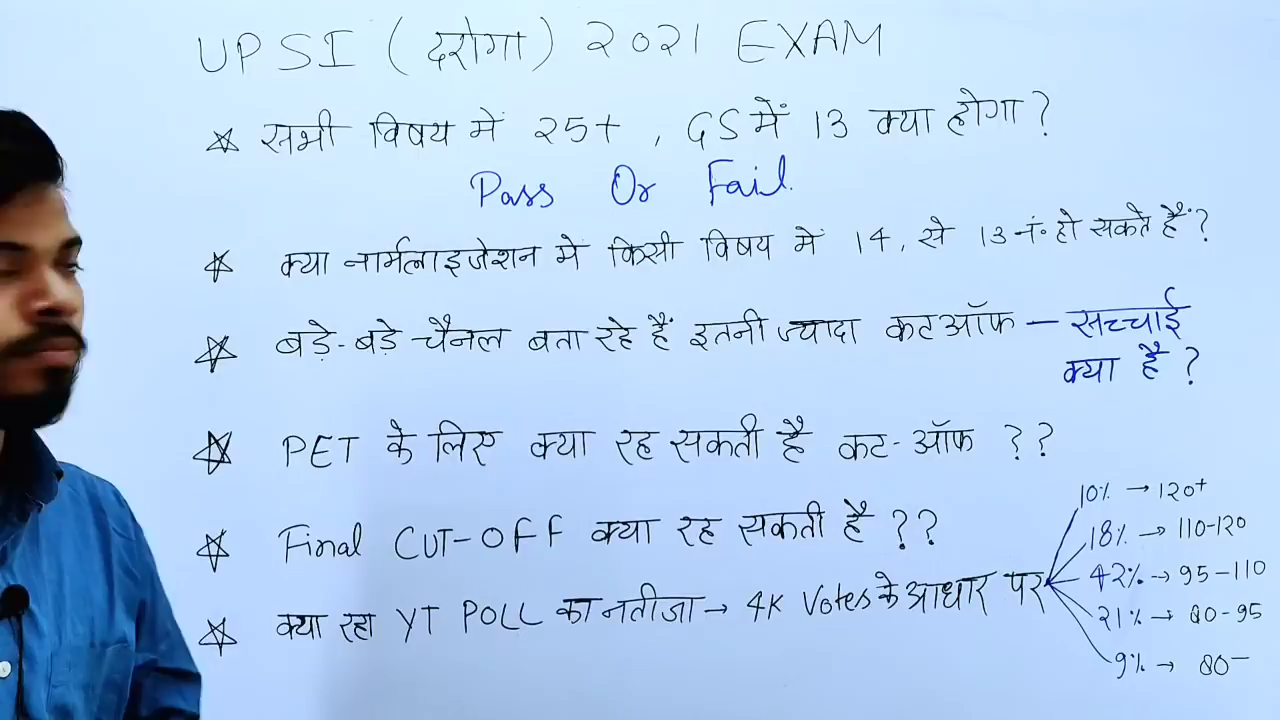 UPSI (दरोगा) 2021 EXAM
☆ सभी विषय में 25+, GS में 13 क्या होगा?
Pass Or Fail.
☆ क्या नार्मलाइजेशन में किसी विषय में 14, से 13 नं. हो सकते हैं?
☆ बड़े-बड़े चैनल बता रहे हैं इतनी ज्यादा कटऑफ - सच्चाई
क्या है?
☆ PET के लिए क्या रह सकती है कट-ऑफ ??
☆ Final CUT-OFF क्या रह सकती है ??
☆ क्या रहा YT POLL का नतीजा → 4K Votes के आधार पर
10% → 120+
18% → 110-120
42% → 95-110
21% → 80-95
9% → 80-